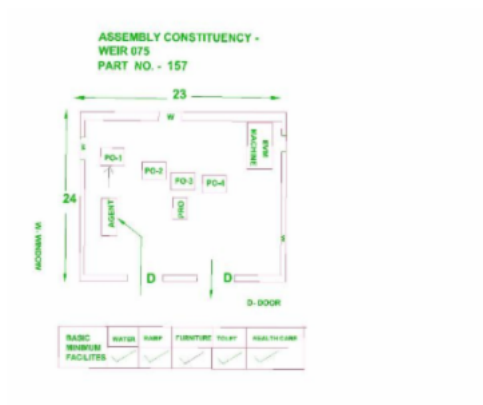 ASSEMBLY CONSTITUENCY -
WEIR 075
PART NO. - 157
23
W
EVM
MACHINE
PO-1
PO-2
PO-3
PO-4
24
AGENT
PRO
W- WINDOW
D
D
D- DOOR
BASIC
MINIMUM
FACILITES
WATER
RAMP
FURNITURE
TOILET
HEALTH CARE